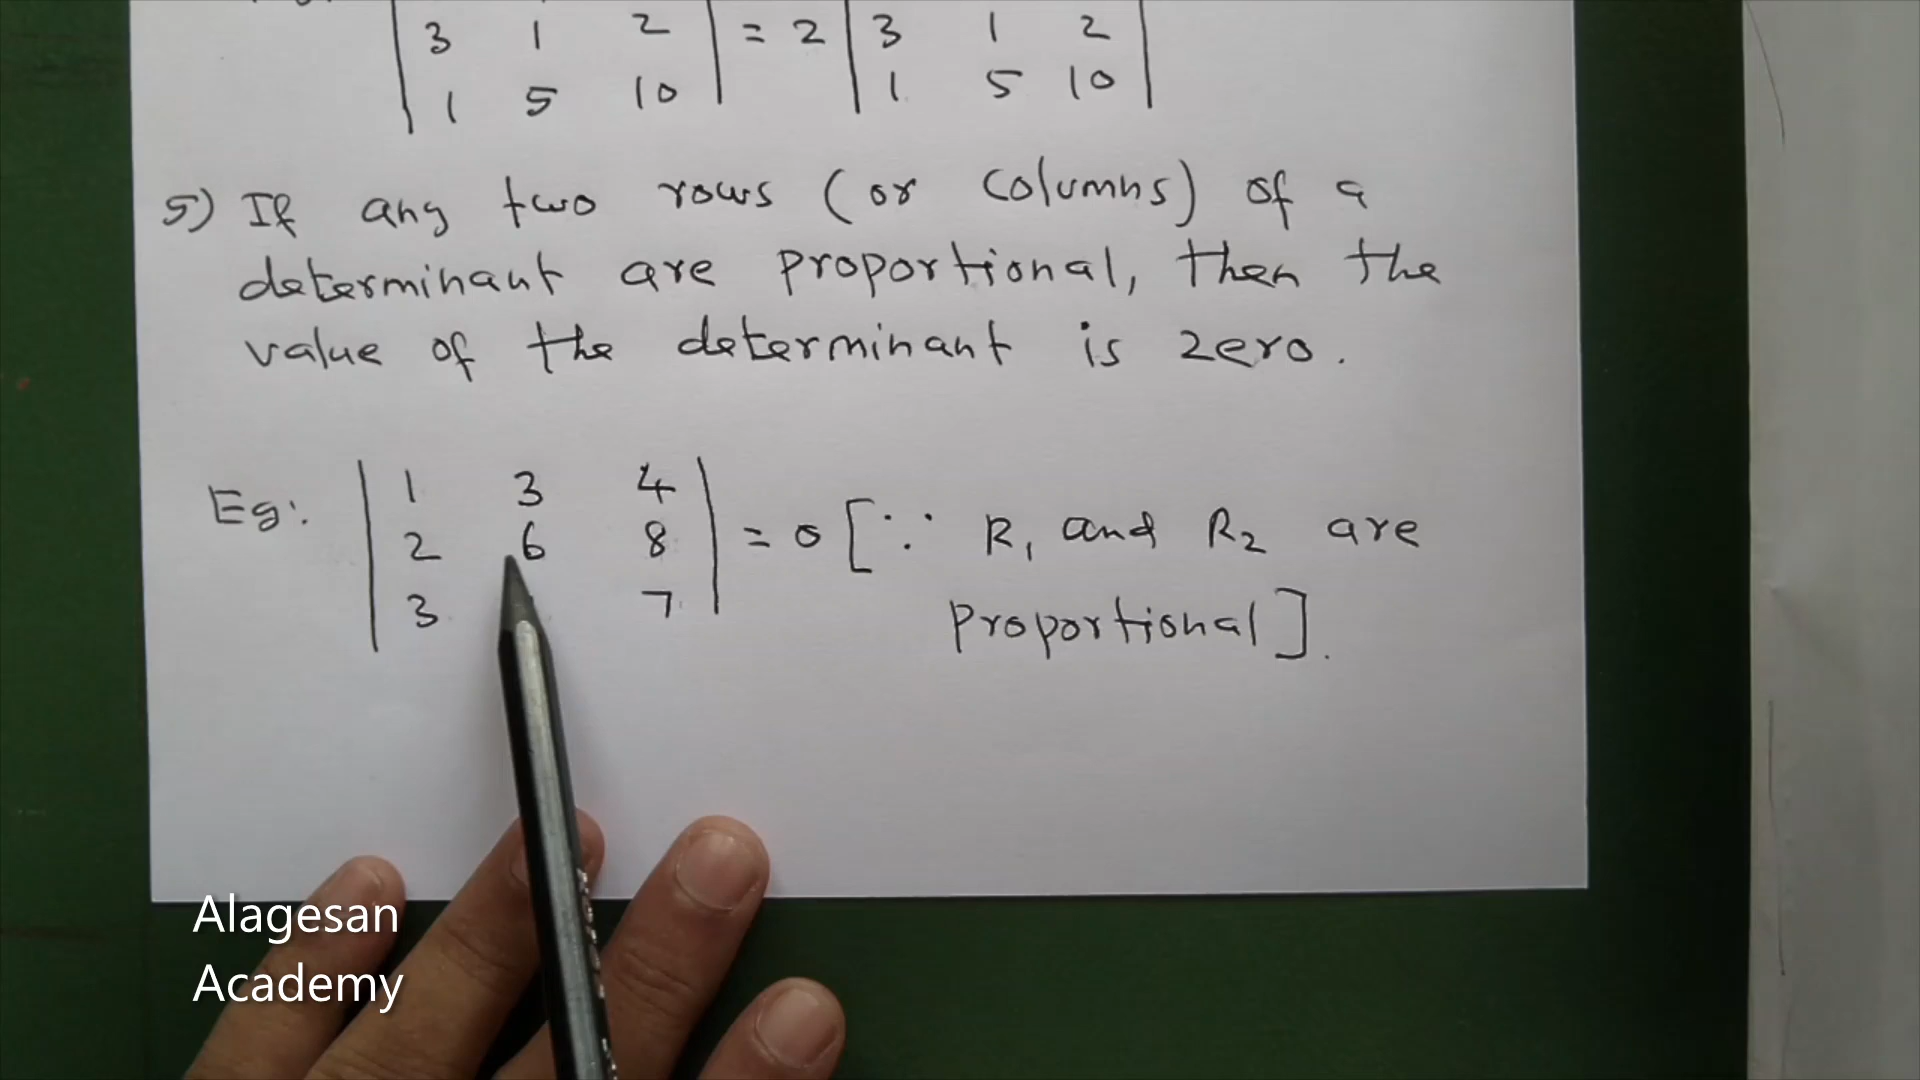 3 1 2 = 2 3 1 2
1 5 10 1 5 10
5) If any two rows (or columns) of a
determinant are proportional, then the
value of the determinant is zero.
Eg: 1 3 4
2 6 8 = 0 [∵ R₁ and R₂ are
3 7
proportional].
Alagesan
Academy